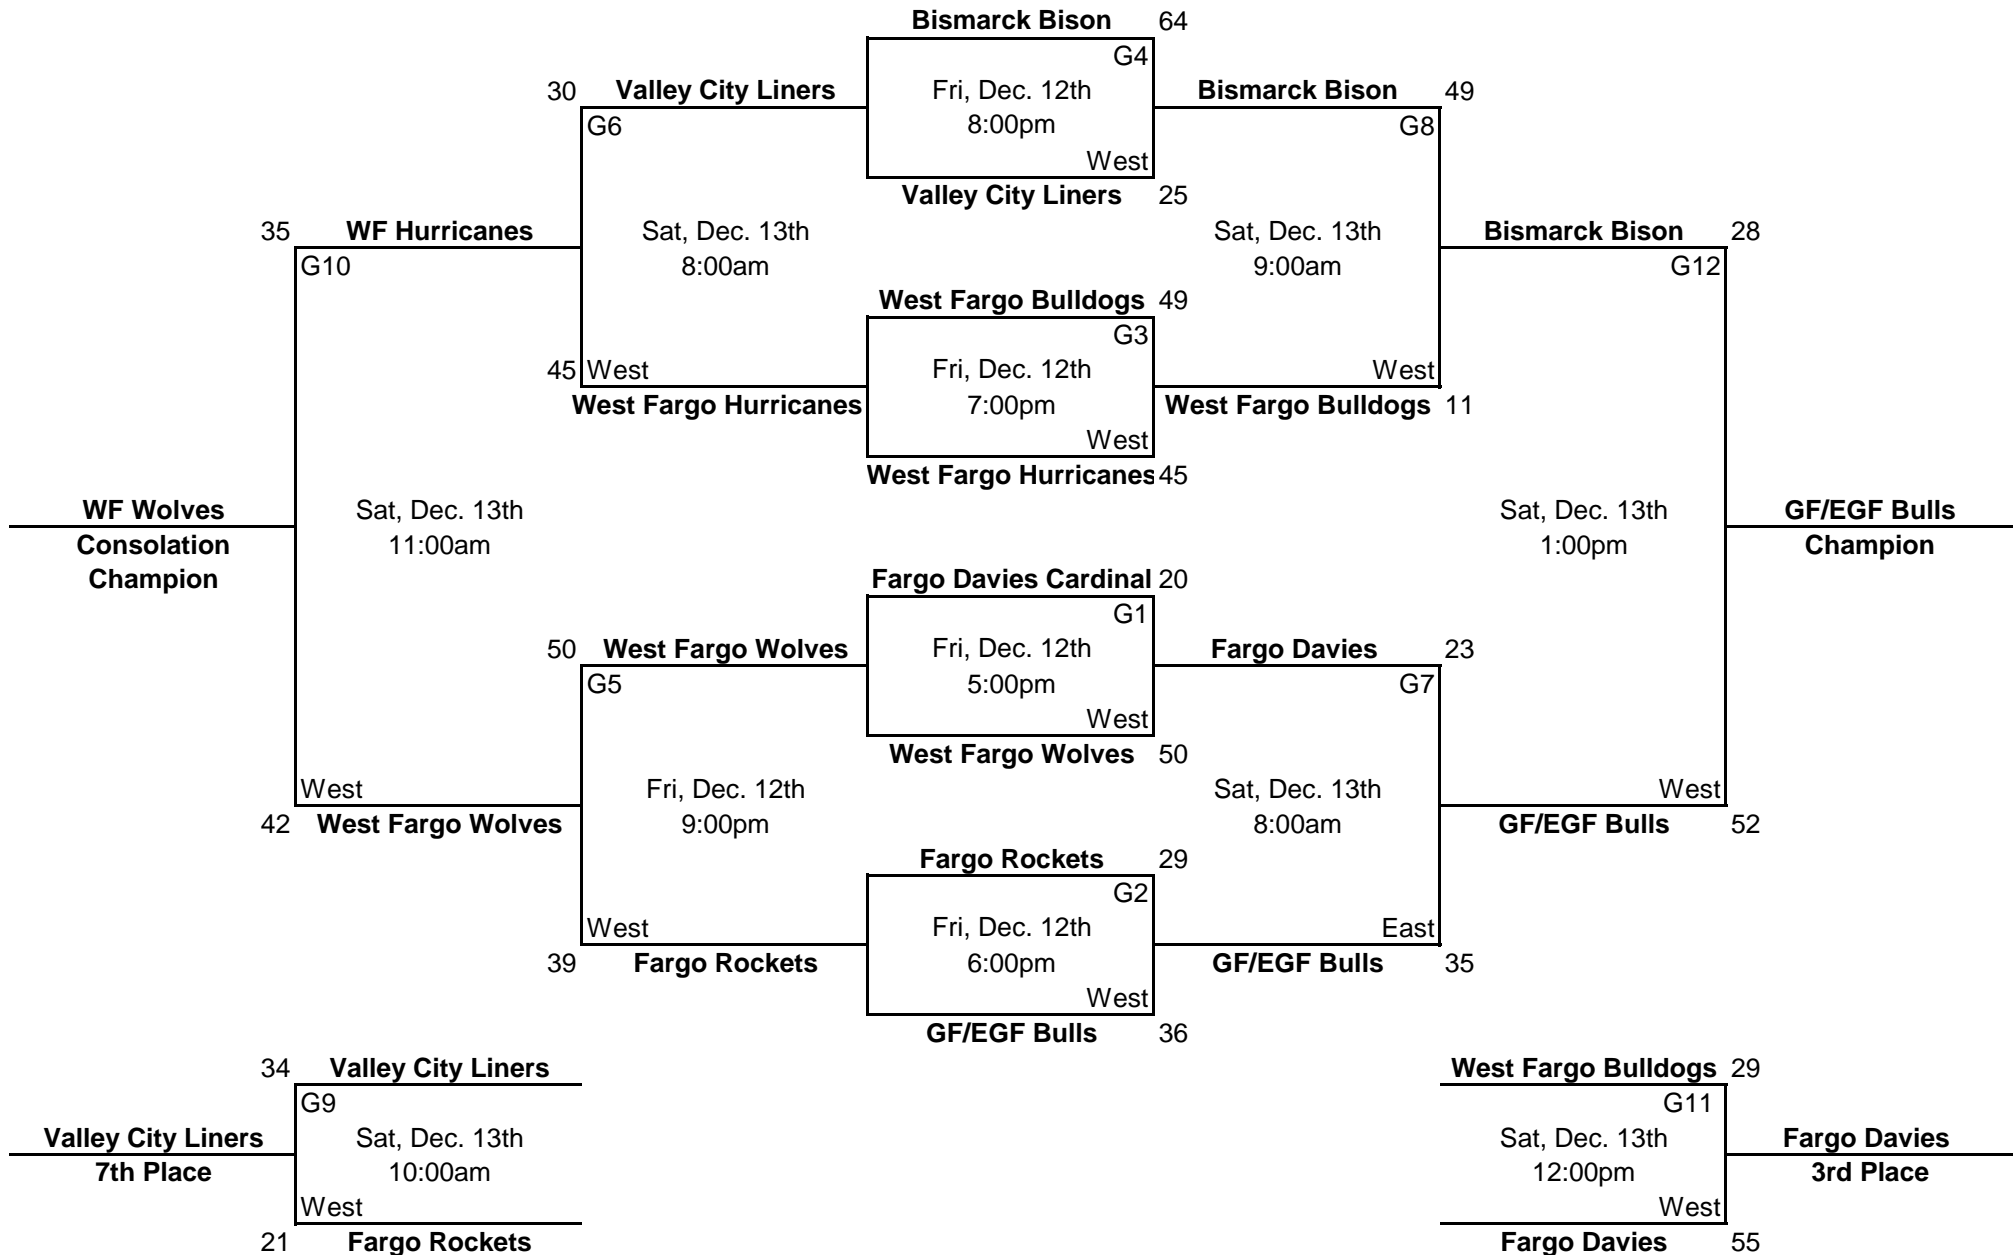 Bismarck Bison 64
G4
30 Valley City Liners Fri, Dec. 12th Bismarck Bison 49
G6 8:00pm G8
West
Valley City Liners 25
35 WF Hurricanes Sat, Dec. 13th Sat, Dec. 13th Bismarck Bison 28
G10 8:00am 9:00am G12
West Fargo Bulldogs 49
G3
45 West Fri, Dec. 12th West
West Fargo Hurricanes 7:00pm West Fargo Bulldogs 11
West
West Fargo Hurricanes 45
WF Wolves Sat, Dec. 13th Sat, Dec. 13th GF/EGF Bulls
Consolation 11:00am 1:00pm Champion
Champion Fargo Davies Cardinal 20
G1
50 West Fargo Wolves Fri, Dec. 12th Fargo Davies 23
G5 5:00pm G7
West
West Fargo Wolves 50
West Fri, Dec. 12th Sat, Dec. 13th West
42 West Fargo Wolves 9:00pm 8:00am GF/EGF Bulls 52
Fargo Rockets 29
G2
West Fri, Dec. 12th East
39 Fargo Rockets 6:00pm GF/EGF Bulls 35
West
GF/EGF Bulls 36
34 Valley City Liners West Fargo Bulldogs 29
G9 G11
Valley City Liners Sat, Dec. 13th Sat, Dec. 13th Fargo Davies
7th Place 10:00am 12:00pm 3rd Place
West West
21 Fargo Rockets Fargo Davies 55